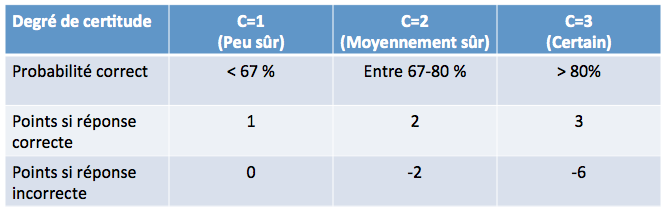 Degré de certitude C=1 C=2 C=3
(Peu sûr) (Moyennement sûr) (Certain)
Probabilité correct < 67 % Entre 67-80 % > 80%
Points si réponse 1 2 3
correcte
Points si réponse 0 -2 -6
incorrecte